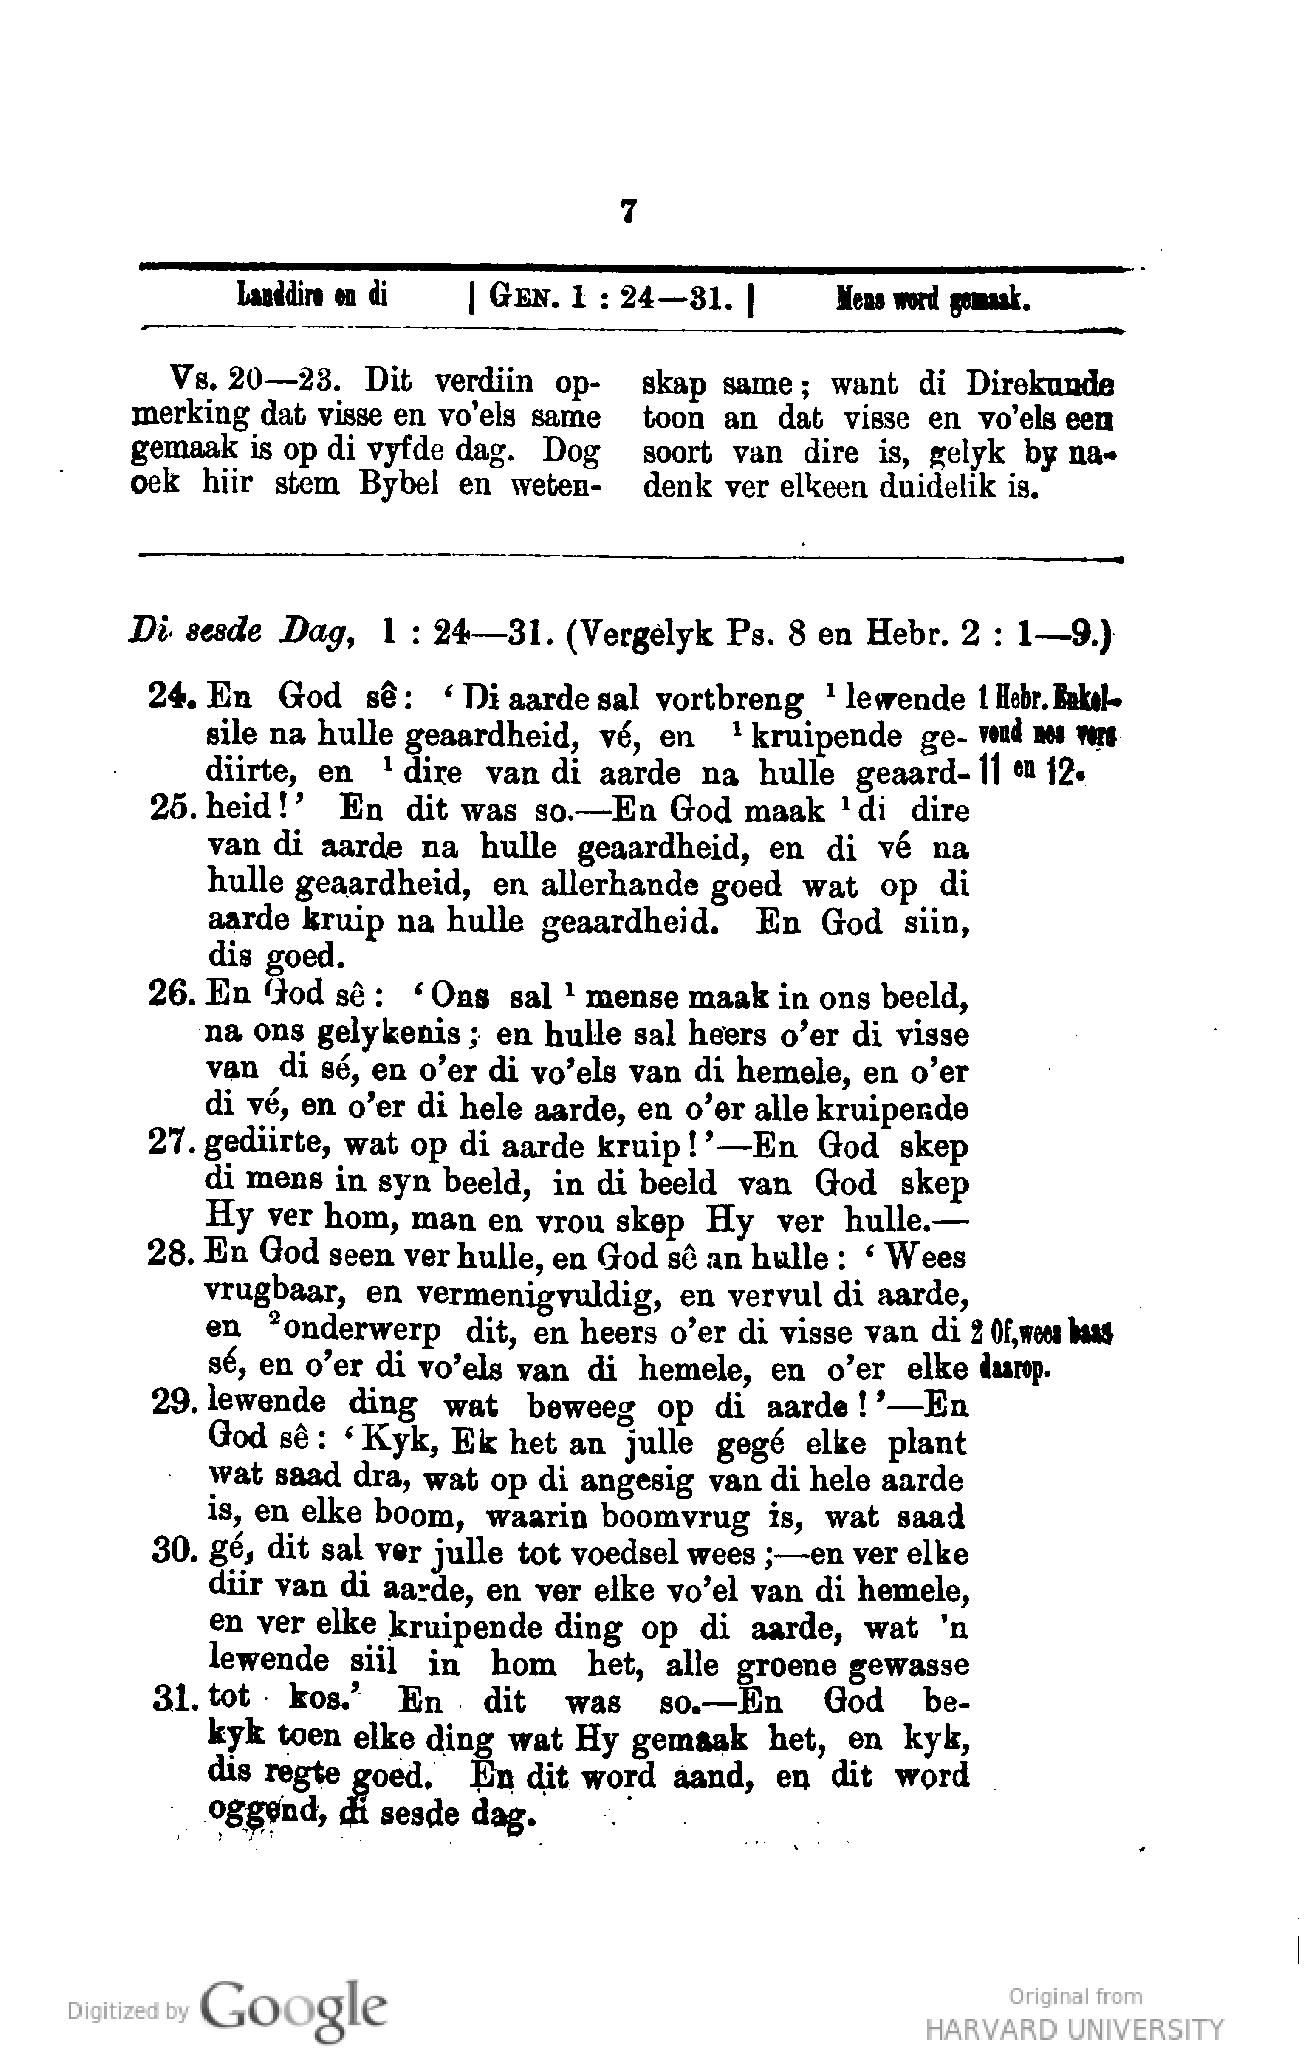 7
Landdire en di | GEN. 1 : 24—31. | Mens word gemaak.
Vs. 20—23. Dit verdiin op-
merking dat visse en vo'els same
gemaak is op di vyfde dag. Dog
oek hiir stem Bybel en weten-
skap same; want di Direkunde
toon an dat visse en vo'els een
soort van dire is, gelyk by na-
denk ver elkeen duidelik is.
Di sesde Dag, 1 : 24—31. (Vergelyk Ps. 8 en Hebr. 2 : 1—9.)
24. En God sê: ‘Di aarde sal vortbreng ¹ lewende
sile na hulle geaardheid, vé, en ¹ kruipende ge-
diirte, en ¹ dire van di aarde na hulle geaard-
25. heid!’ En dit was so.—En God maak ¹ di dire
van di aarde na hulle geaardheid, en di vé na
hulle geaardheid, en allerhande goed wat op di
aarde kruip na hulle geaardheid. En God siin,
dis goed.
26. En God sê: ‘Ons sal ¹ mense maak in ons beeld,
na ons gelykenis; en hulle sal heers o'er di visse
van di sé, en o'er di vo'els van di hemele, en o'er
di vé, en o'er di hele aarde, en o'er alle kruipende
27. gediirte, wat op di aarde kruip!’—En God skep
di mens in syn beeld, in di beeld van God skep
Hy ver hom, man en vrou skep Hy ver hulle.—
28. En God seen ver hulle, en God sê an hulle: ‘Wees
vrugbaar, en vermenigvuldig, en vervul di aarde,
en ²onderwerp dit, en heers o'er di visse van di
sé, en o'er di vo'els van di hemele, en o'er elke
29. lewende ding wat beweeg op di aarde!’—En
God sê: ‘Kyk, Ek het an julle gegé elke plant
wat saad dra, wat op di angesig van di hele aarde
is, en elke boom, waarin boomvrug is, wat saad
30. gé, dit sal ver julle tot voedsel wees;—en ver elke
diir van di aarde, en ver elke vo'el van di hemele,
en ver elke kruipende ding op di aarde, wat 'n
lewende siil in hom het, alle groene gewasse
31. tot kos.’ En dit was so.—En God be-
kyk toen elke ding wat Hy gemaak het, en kyk,
dis regte goed. En dit word aand, en dit word
oggend, di sesde dag.
1 Hebr. Enkel-
voud nes vers
11 en 12.
2 Of, wees baas
daarop.
Digitized by Google
Original from
HARVARD UNIVERSITY